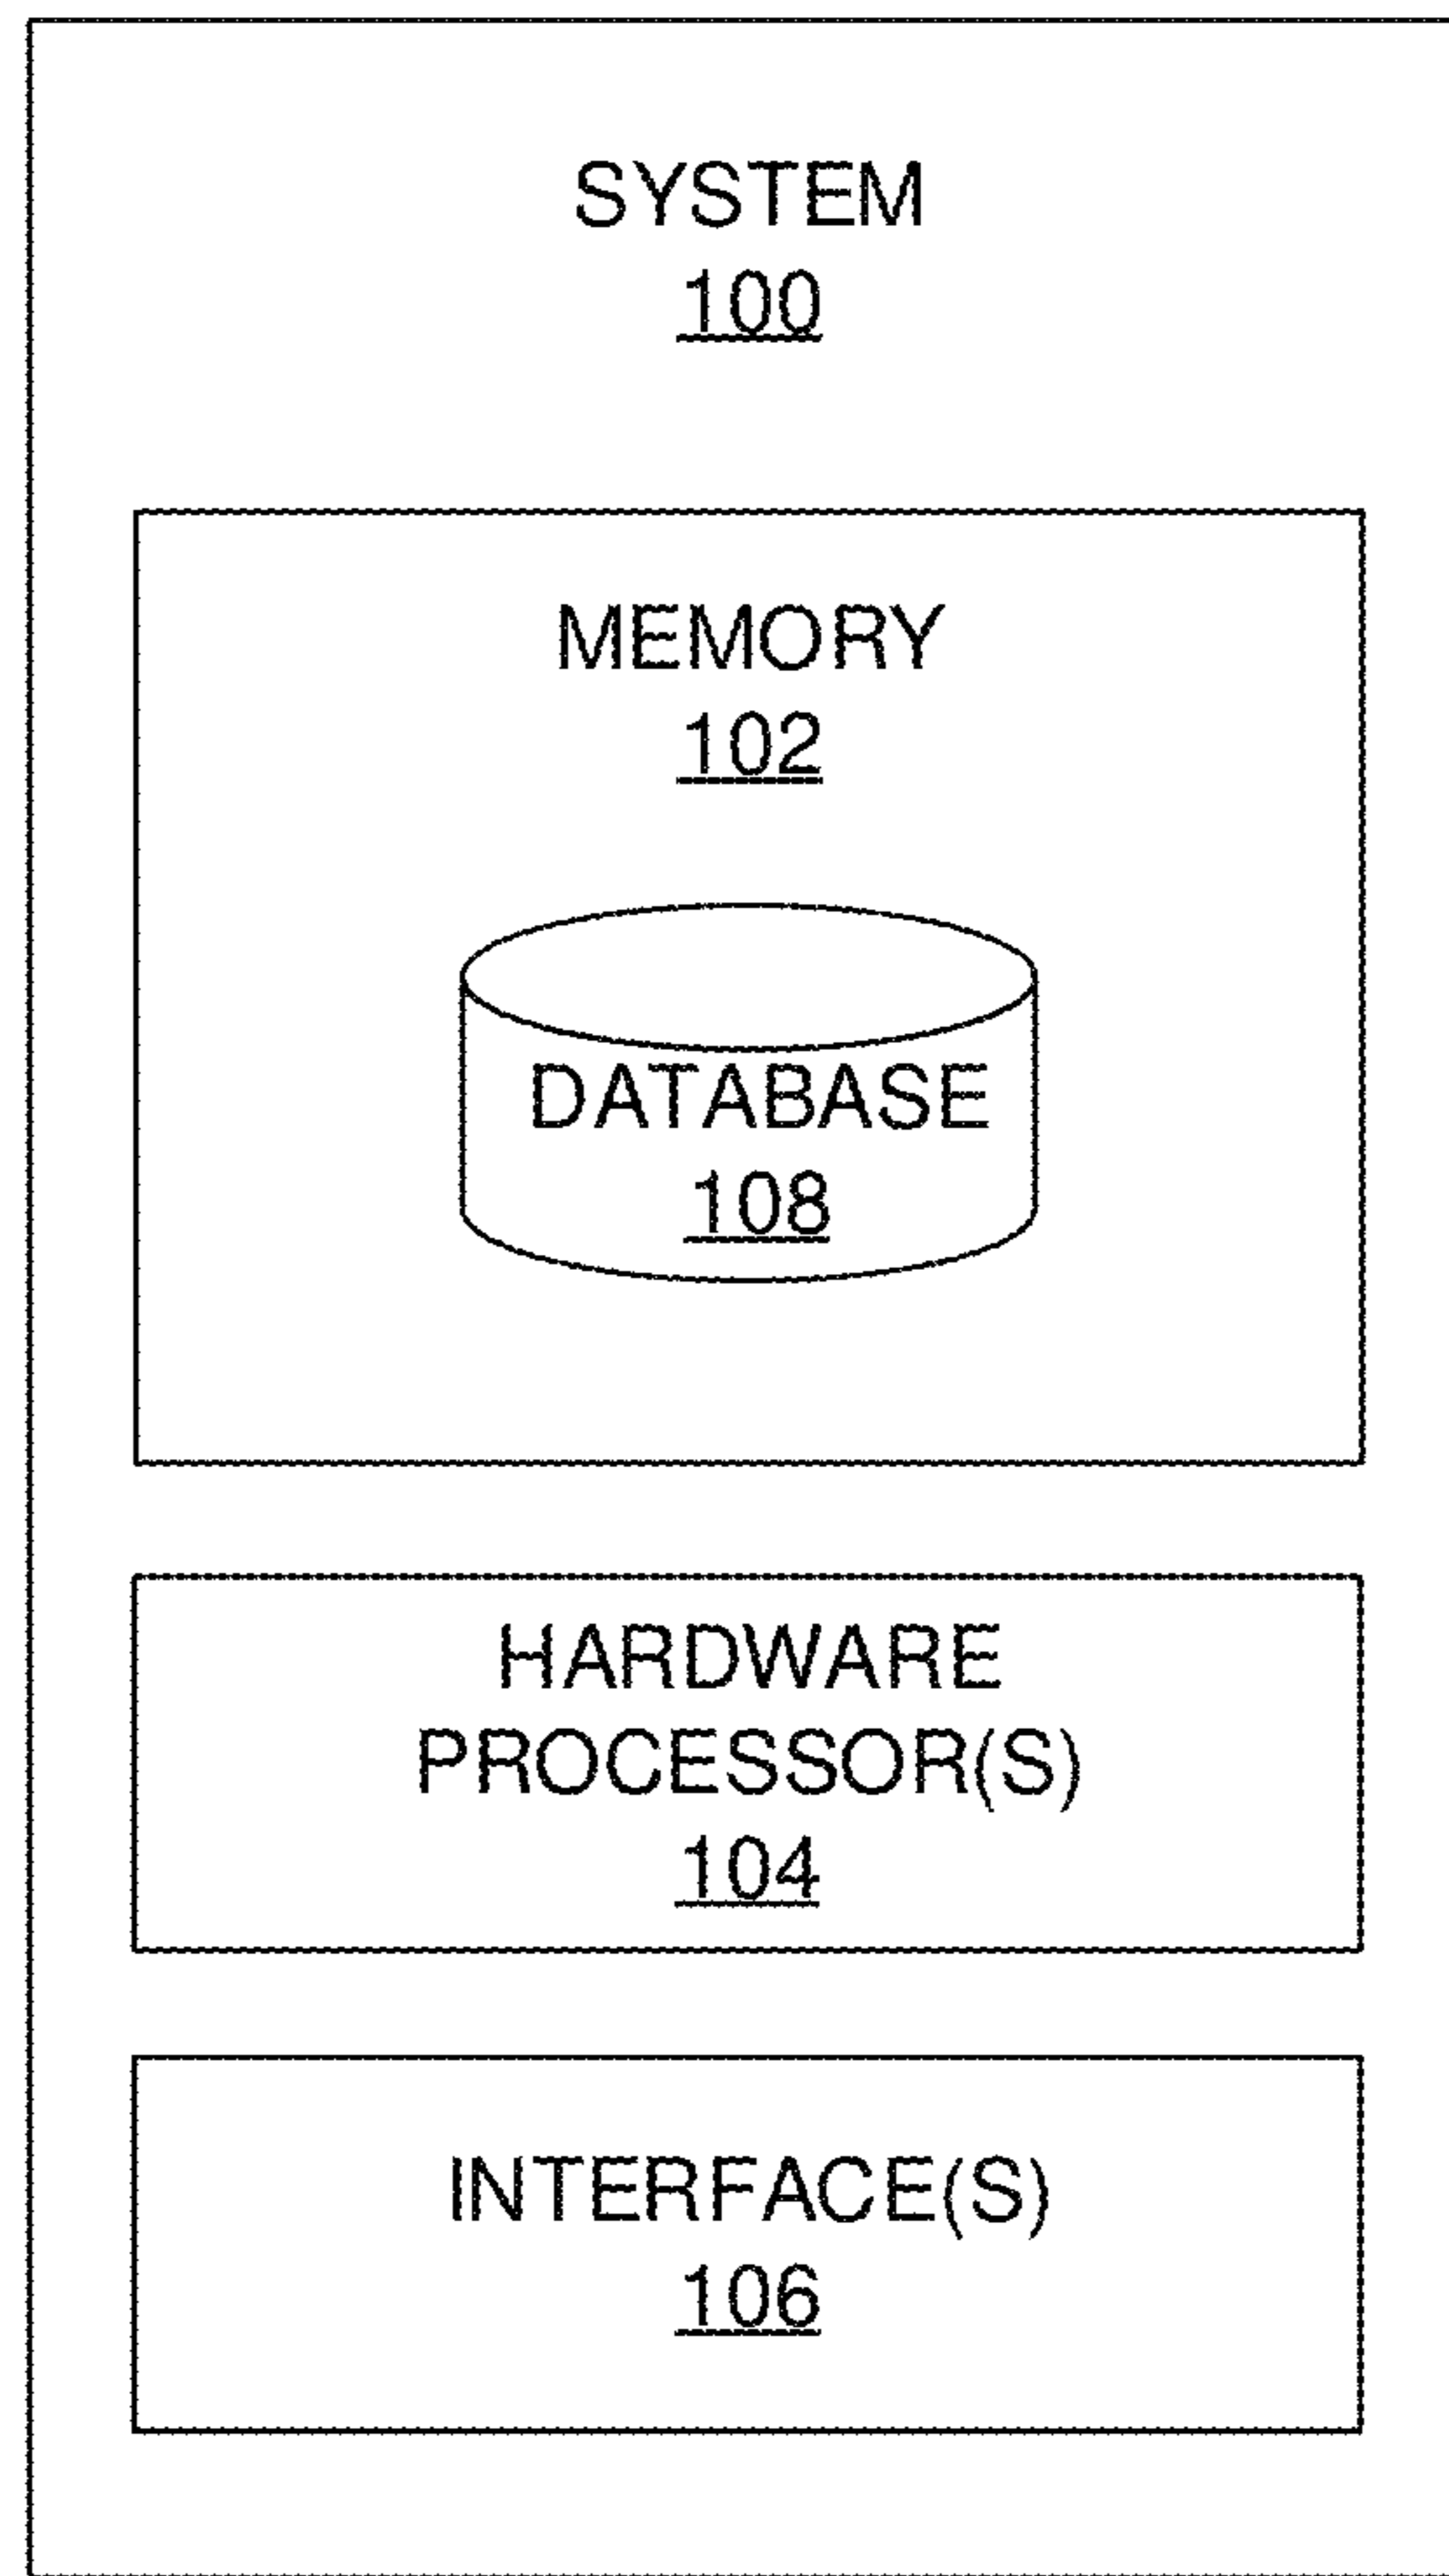 SYSTEM
100
MEMORY
102
DATABASE
108
HARDWARE
PROCESSOR(S)
104
INTERFACE(S)
106